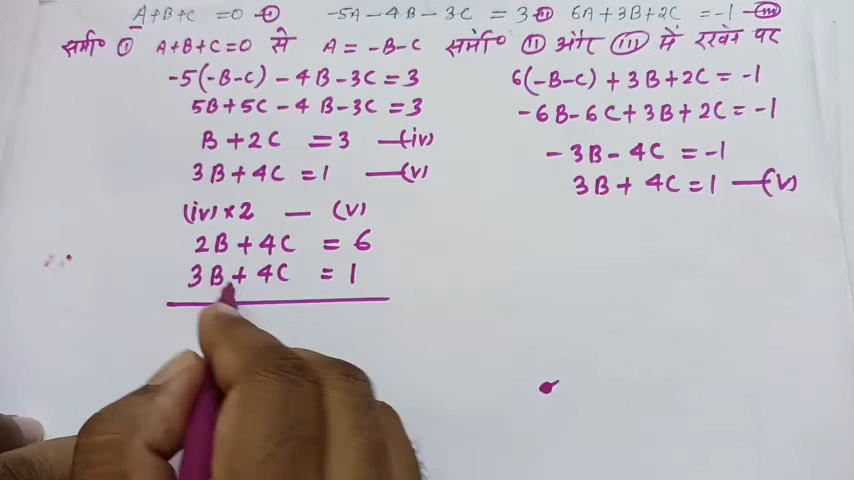 A+B+C =0 -(i) -5A-4B-3C = 3 (ii) 6A+3B+2C = -1 -(iii)
समी० (i) A+B+C=0 से A = -B-C समी० (ii) और (iii) में रखने पर
-5(-B-C) - 4B-3C = 3 6(-B-C) + 3B+2C = -1
5B+5C-4B-3C = 3 -6B-6C+3B+2C = -1
B+2C = 3 —(iv) -3B-4C = -1
3B+4C = 1 —(v) 3B+4C = 1 —(v)
(iv)×2 — (v)
2B+4C = 6
3B+4C = 1